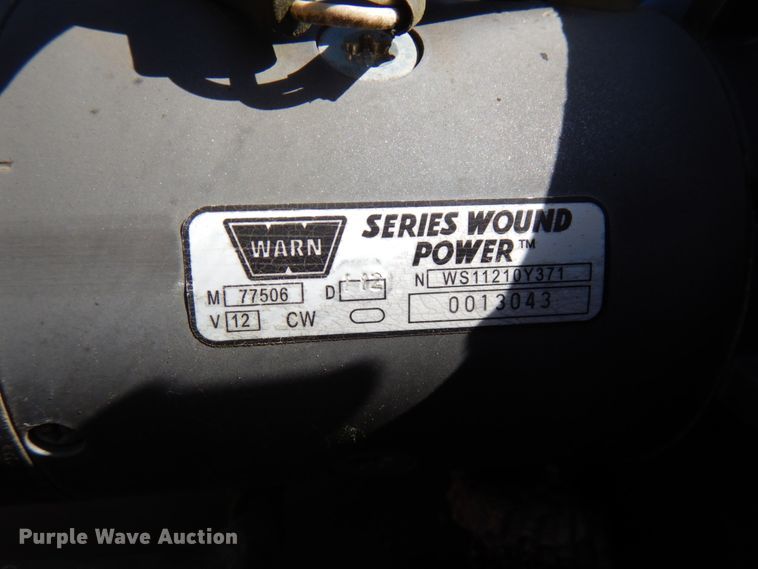 WARN
SERIES WOUND
POWER™
M 77506 D N WS11210Y371
V 12 CW 0013043
Purple Wave Auction